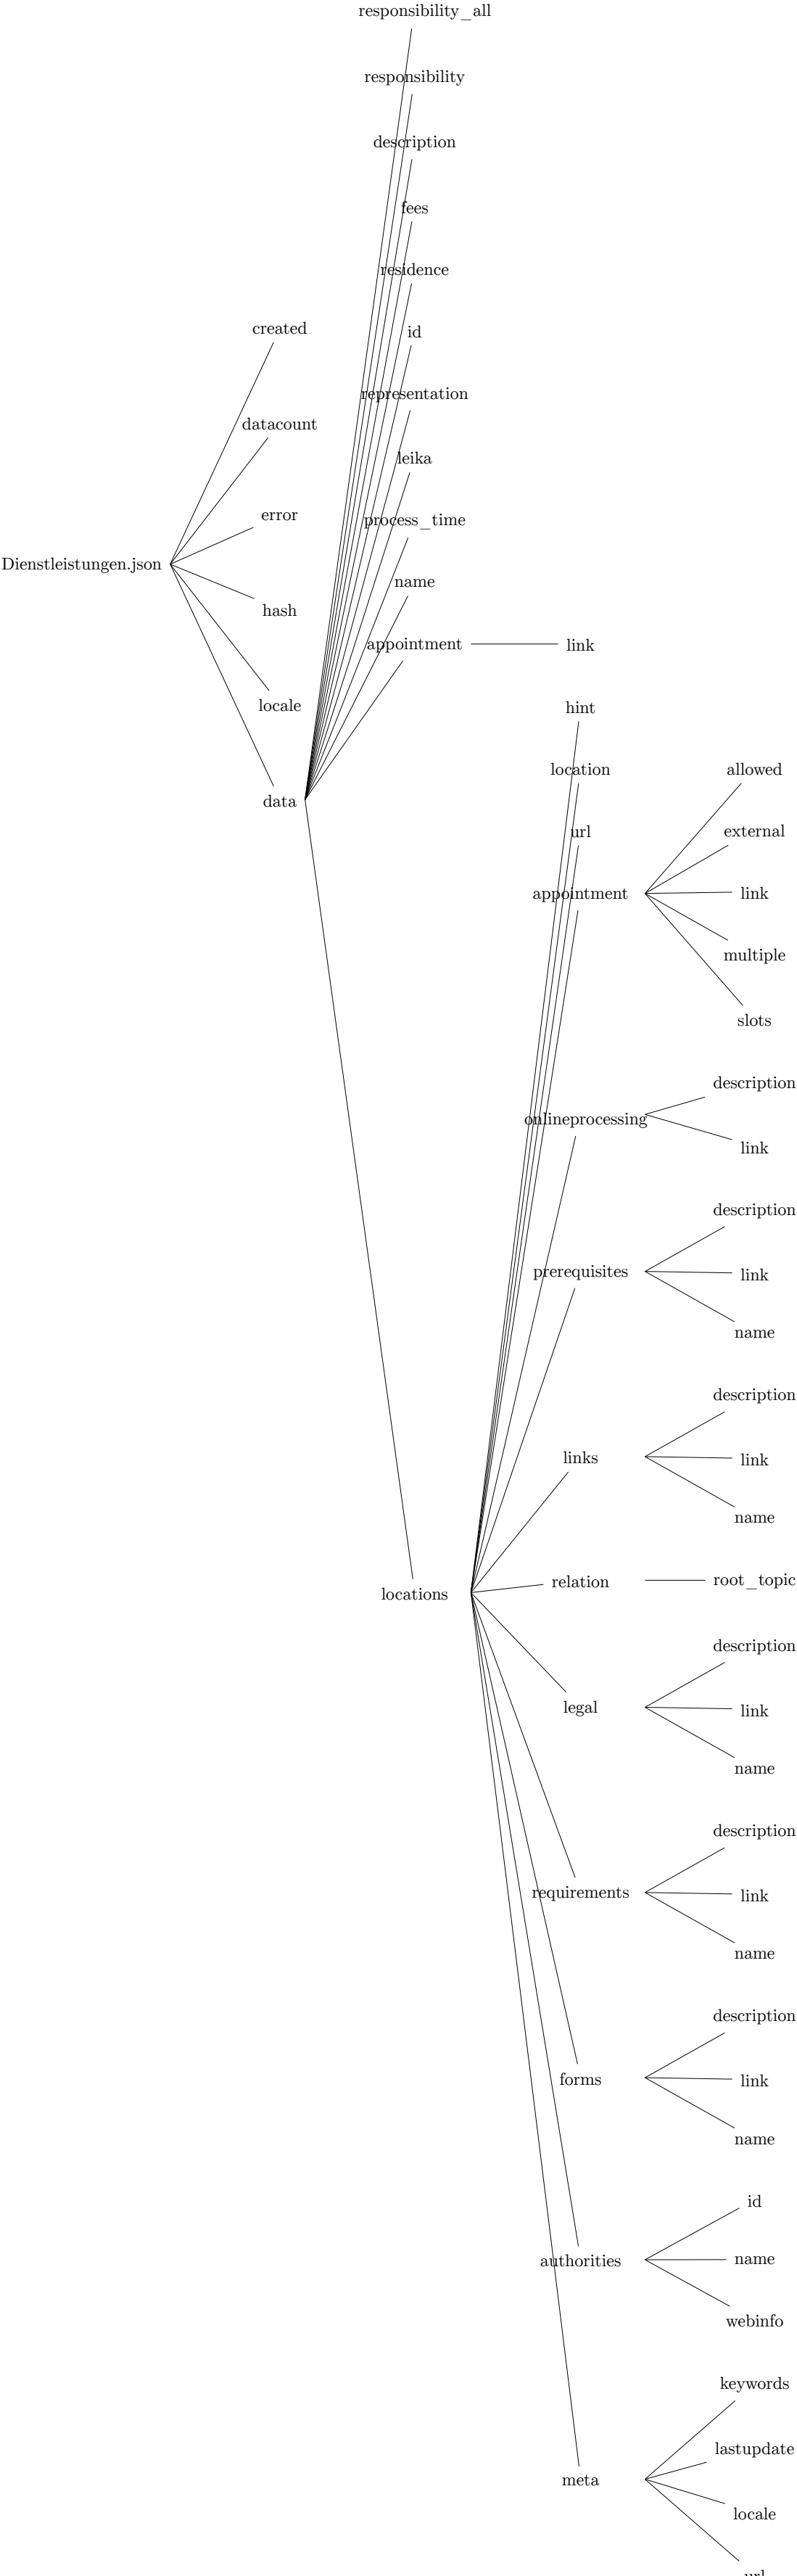 responsibility_all
responsibility
description
fees
residence
created
id
representation
datacount
leika
error
process_time
Dienstleistungen.json
name
hash
appointment
link
locale
hint
location
allowed
data
url
external
appointment
link
multiple
slots
description
onlineprocessing
link
description
prerequisites
link
name
description
links
link
name
relation
root_topic
locations
description
legal
link
name
description
requirements
link
name
description
forms
link
name
id
authorities
name
webinfo
keywords
lastupdate
meta
locale